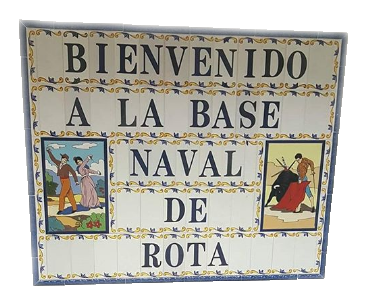 BIENVENIDO
A LA BASE
NAVAL
DE
ROTA